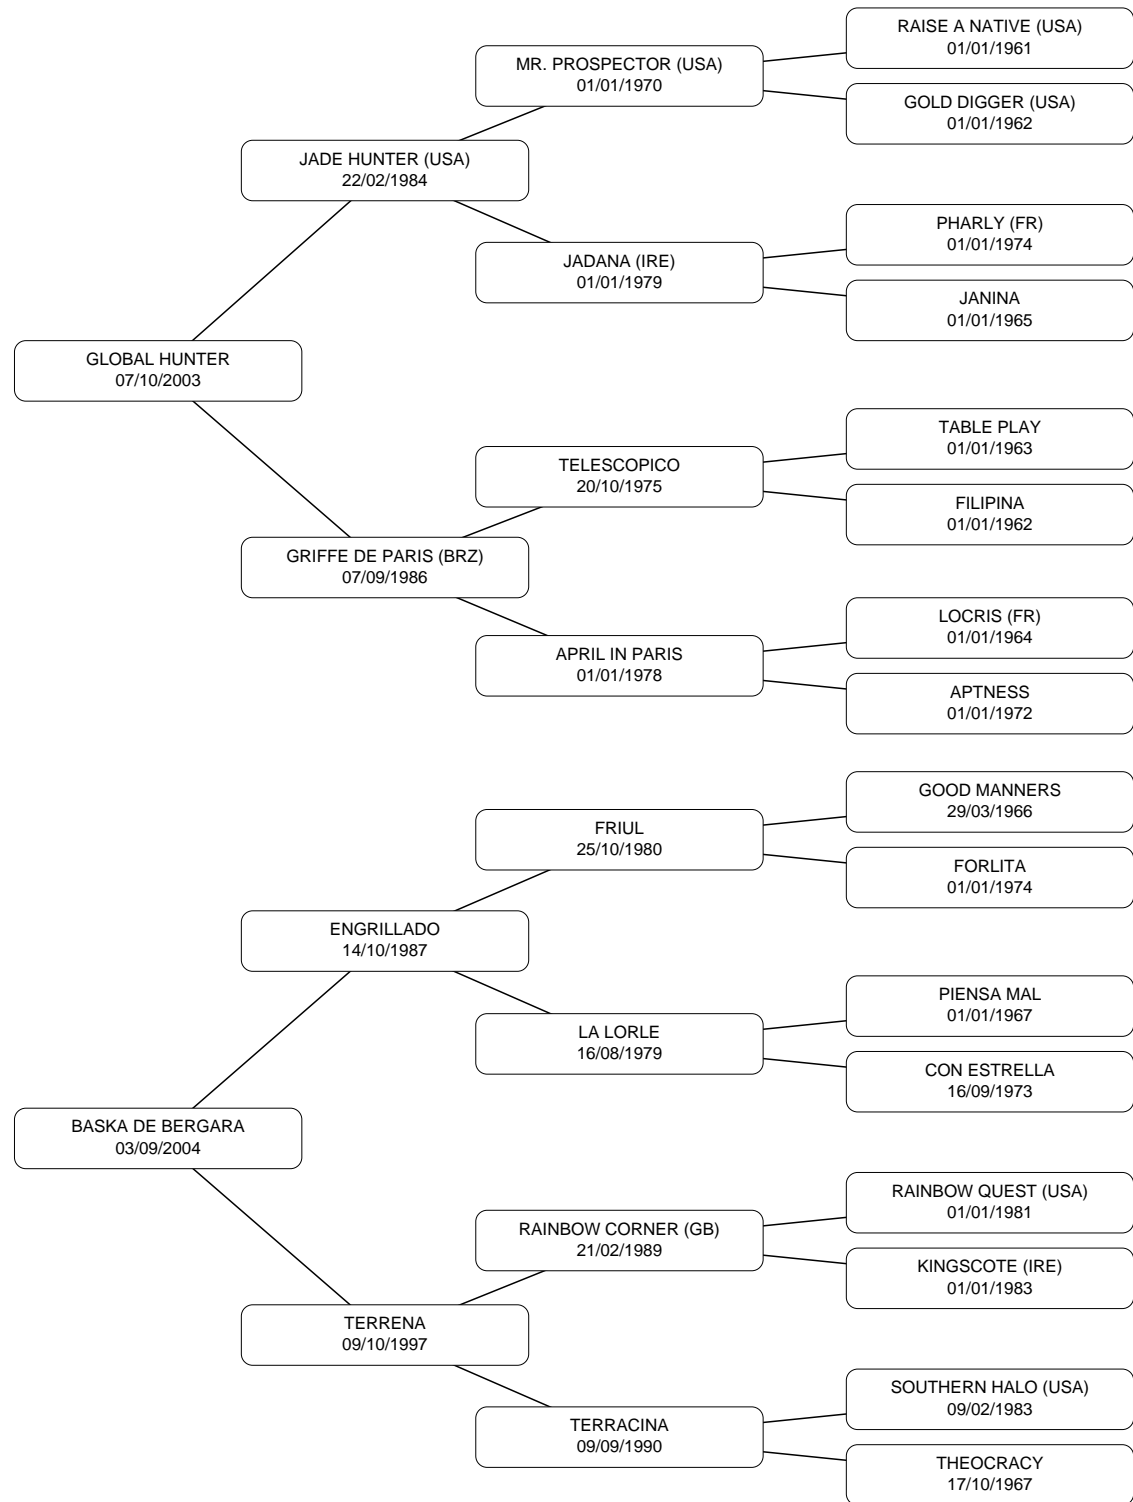 RAISE A NATIVE (USA)
01/01/1961
MR. PROSPECTOR (USA)
01/01/1970
GOLD DIGGER (USA)
01/01/1962
JADE HUNTER (USA)
22/02/1984
PHARLY (FR)
01/01/1974
JADANA (IRE)
01/01/1979
JANINA
01/01/1965
GLOBAL HUNTER
07/10/2003
TABLE PLAY
01/01/1963
TELESCOPICO
20/10/1975
FILIPINA
01/01/1962
GRIFFE DE PARIS (BRZ)
07/09/1986
LOCRIS (FR)
01/01/1964
APRIL IN PARIS
01/01/1978
APTNESS
01/01/1972
GOOD MANNERS
29/03/1966
FRIUL
25/10/1980
FORLITA
01/01/1974
ENGRILLADO
14/10/1987
PIENSA MAL
01/01/1967
LA LORLE
16/08/1979
CON ESTRELLA
16/09/1973
BASKA DE BERGARA
03/09/2004
RAINBOW QUEST (USA)
01/01/1981
RAINBOW CORNER (GB)
21/02/1989
KINGSCOTE (IRE)
01/01/1983
TERRENA
09/10/1997
SOUTHERN HALO (USA)
09/02/1983
TERRACINA
09/09/1990
THEOCRACY
17/10/1967